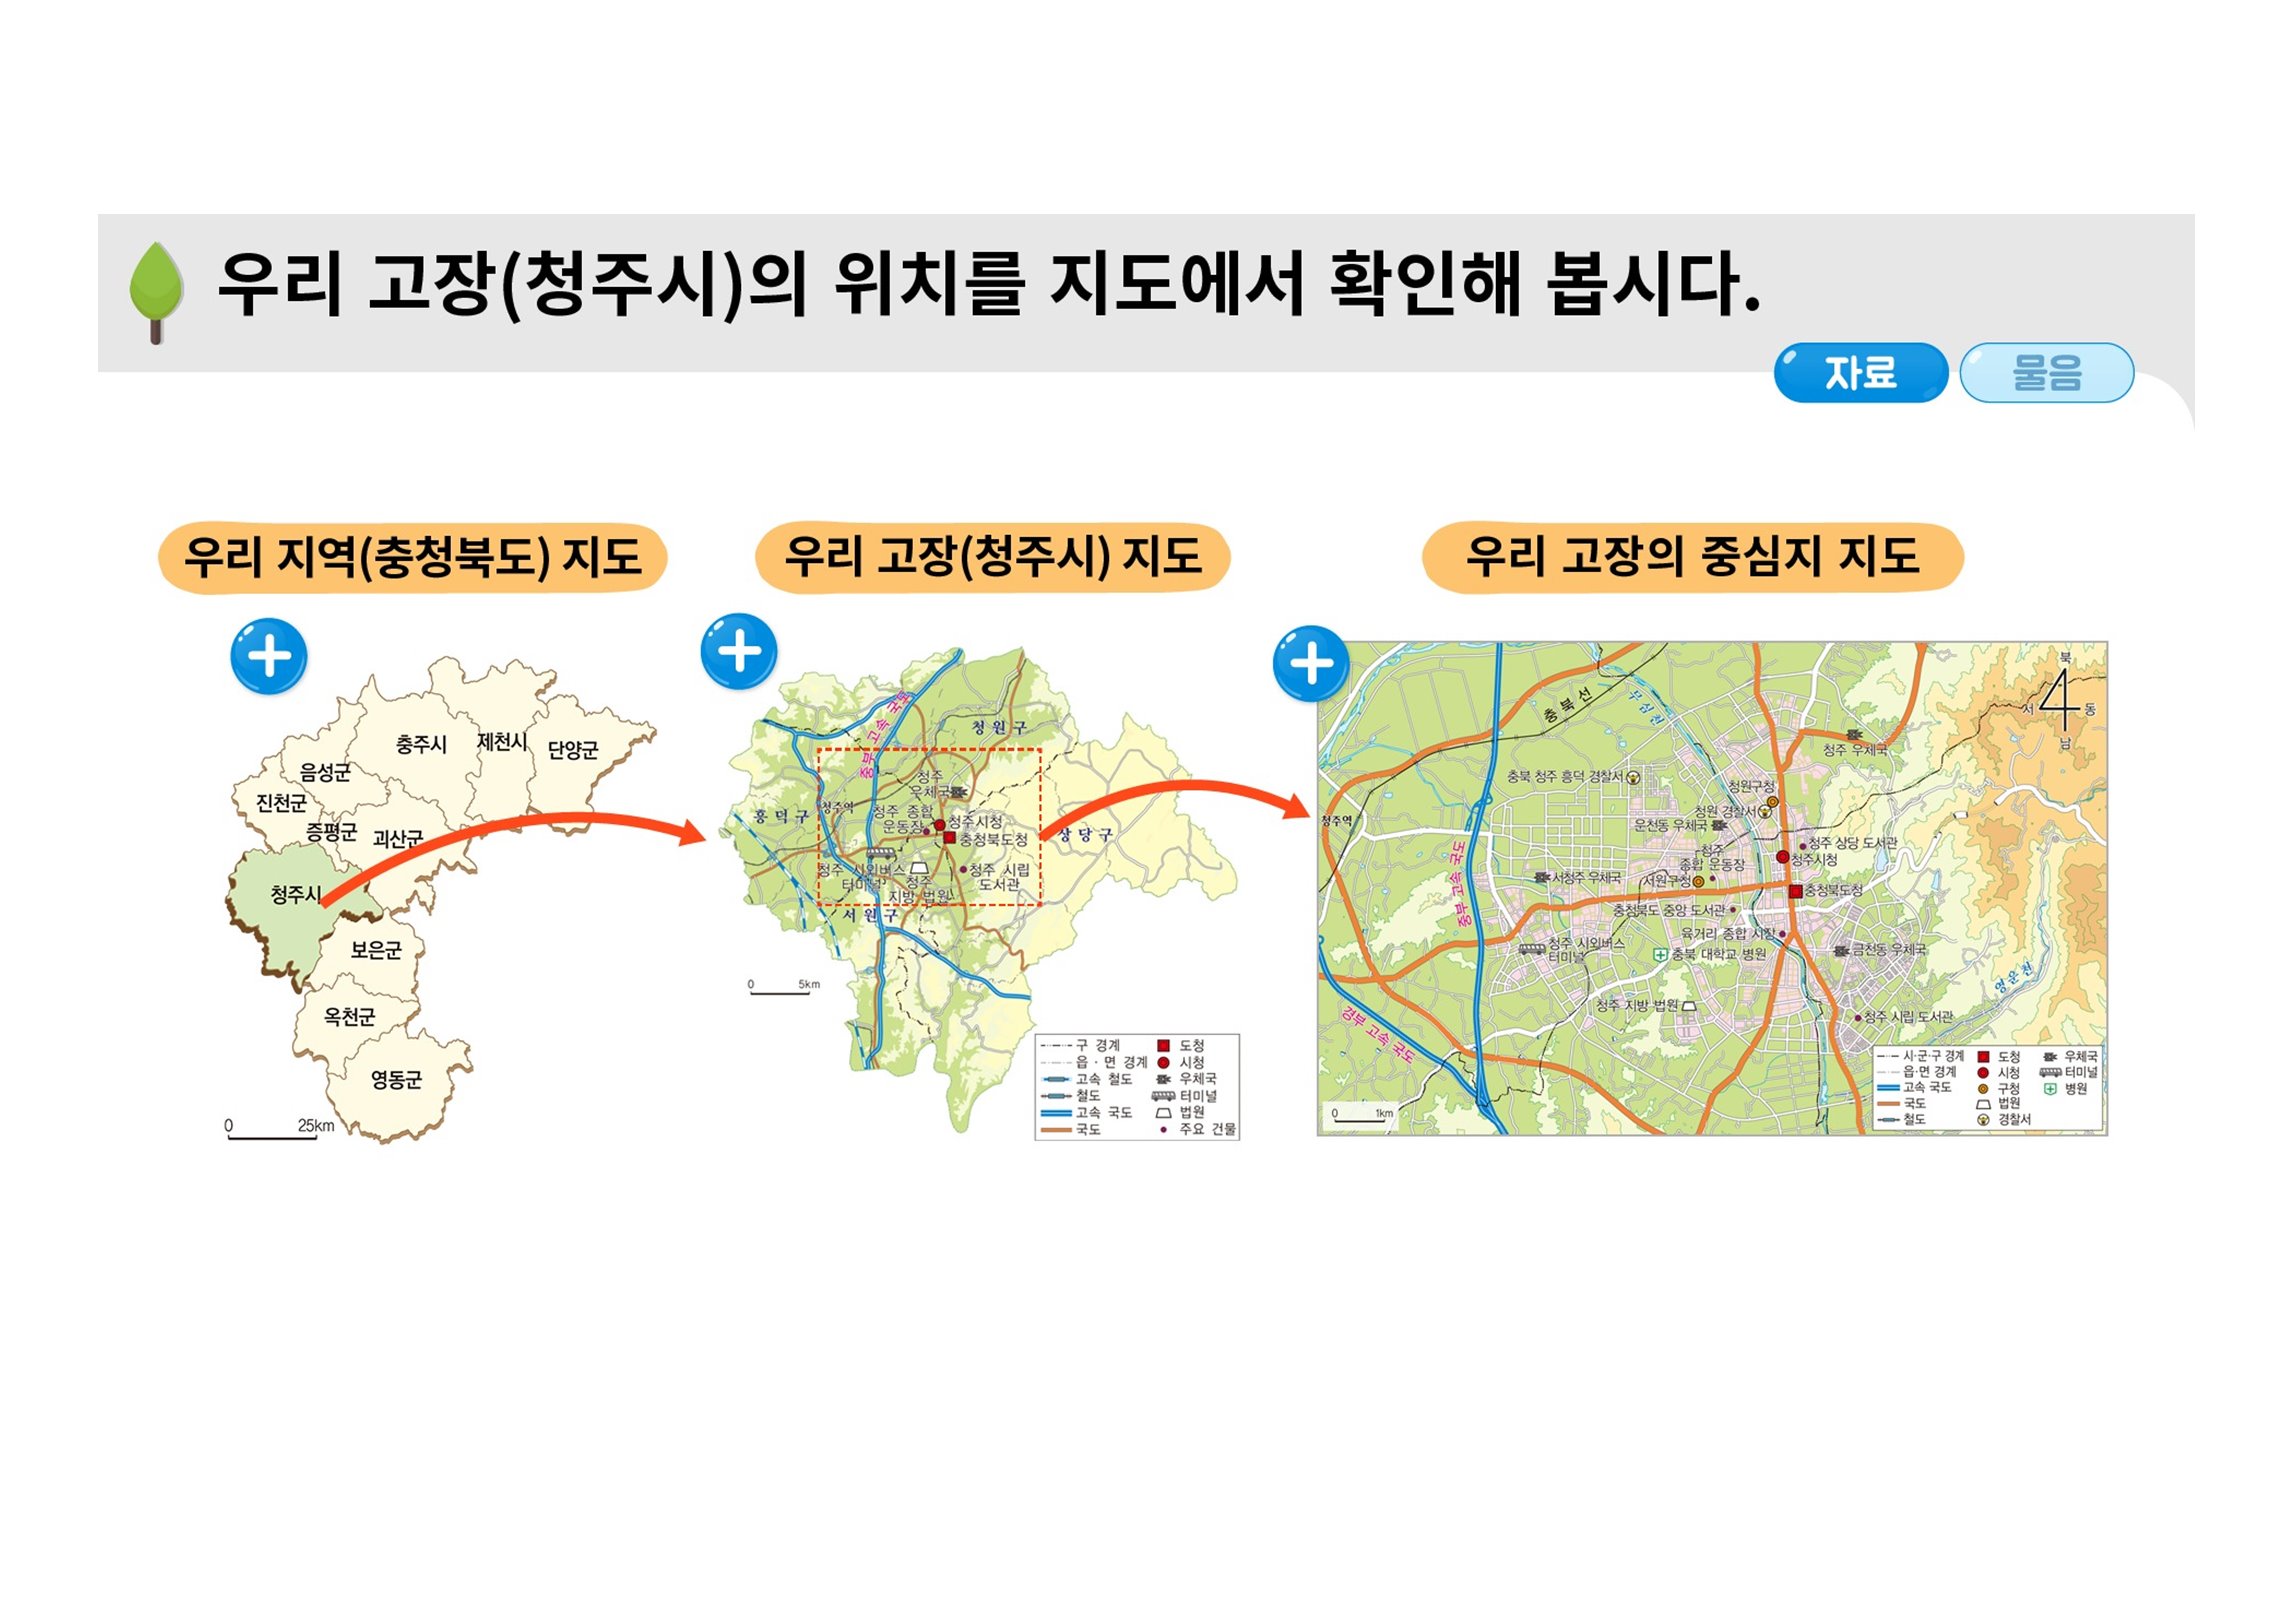 우리 고장(청주시)의 위치를 지도에서 확인해 봅시다.
자료
물음
우리 지역(충청북도) 지도
충주시
제천시
단양군
음성군
진천군
증평군
괴산군
청주시
보은군
옥천군
영동군
0 25km
우리 고장(청주시) 지도
중부 고속 국도
청원구
청주
우체국
청주역
흥덕구
청주 종합
운동장
청주시청
충청북도청
상당구
청주 시외버스
터미널
청주
지방 법원
청주 시립
도서관
서원구
0 5km
구 경계
도청
읍·면 경계
시청
고속 철도
우체국
철도
터미널
고속 국도
법원
국도
주요 건물
우리 고장의 중심지 지도
북
서 동
남
충북선
무심천
청주 우체국
충북 청주 흥덕 경찰서
청원구청
청원 경찰서
운천동 우체국
청주역
청주 상당 도서관
청주
종합 운동장
청주시청
중부 고속 국도
서청주 우체국
서원구청
충청북도청
충청북도 중앙 도서관
육거리 종합 시장
청주 시외버스
터미널
충북 대학교 병원
금천동 우체국
영운천
청주 지방 법원
청주 시립 도서관
경부 고속 국도
0 1km
시·군·구 경계
도청
우체국
읍·면 경계
시청
터미널
고속 국도
구청
병원
국도
법원
철도
경찰서